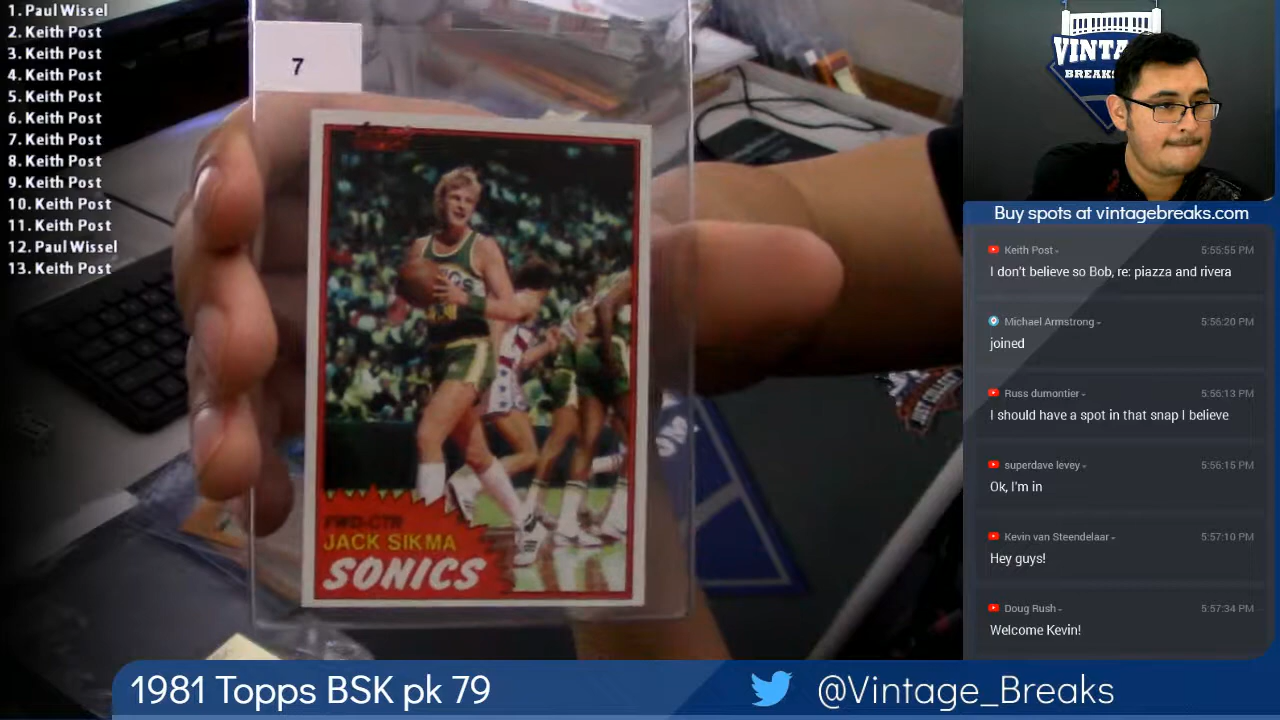 1. Paul Wissel
2. Keith Post
3. Keith Post
4. Keith Post
5. Keith Post
6. Keith Post
7. Keith Post
8. Keith Post
9. Keith Post
10. Keith Post
11. Keith Post
12. Paul Wissel
13. Keith Post
7
FWD-CTR
JACK SIKMA
SONICS
VINTA
BREAKS
Buy spots at vintagebreaks.com
Keith Post
5:55:55 PM
I don't believe so Bob, re: piazza and rivera
Michael Armstrong
5:56:20 PM
joined
Russ dumontier
5:56:13 PM
I should have a spot in that snap I believe
superdave levey
5:56:15 PM
Ok, I'm in
Kevin van Steendelaar
5:57:10 PM
Hey guys!
Doug Rush
5:57:34 PM
Welcome Kevin!
1981 Topps BSK pk 79
@Vintage_Breaks